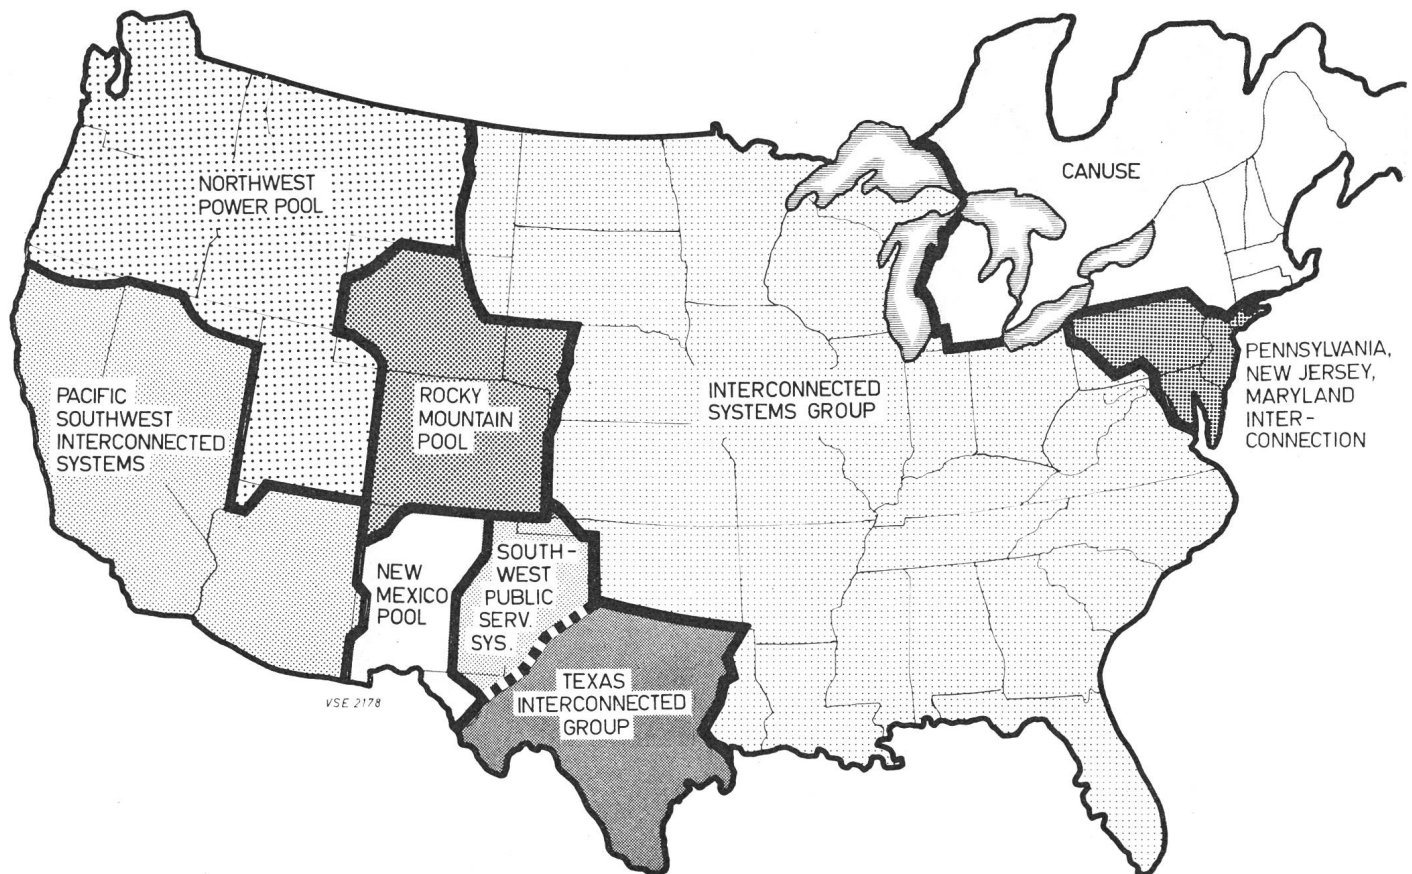 NORTHWEST
POWER POOL
CANUSE
PACIFIC
SOUTHWEST
INTERCONNECTED
SYSTEMS
ROCKY
MOUNTAIN
POOL
INTERCONNECTED
SYSTEMS GROUP
PENNSYLVANIA,
NEW JERSEY,
MARYLAND
INTER-
CONNECTION
NEW
MEXICO
POOL
SOUTH-
WEST
PUBLIC
SERV.
SYS.
TEXAS
INTERCONNECTED
GROUP
VSE 2178